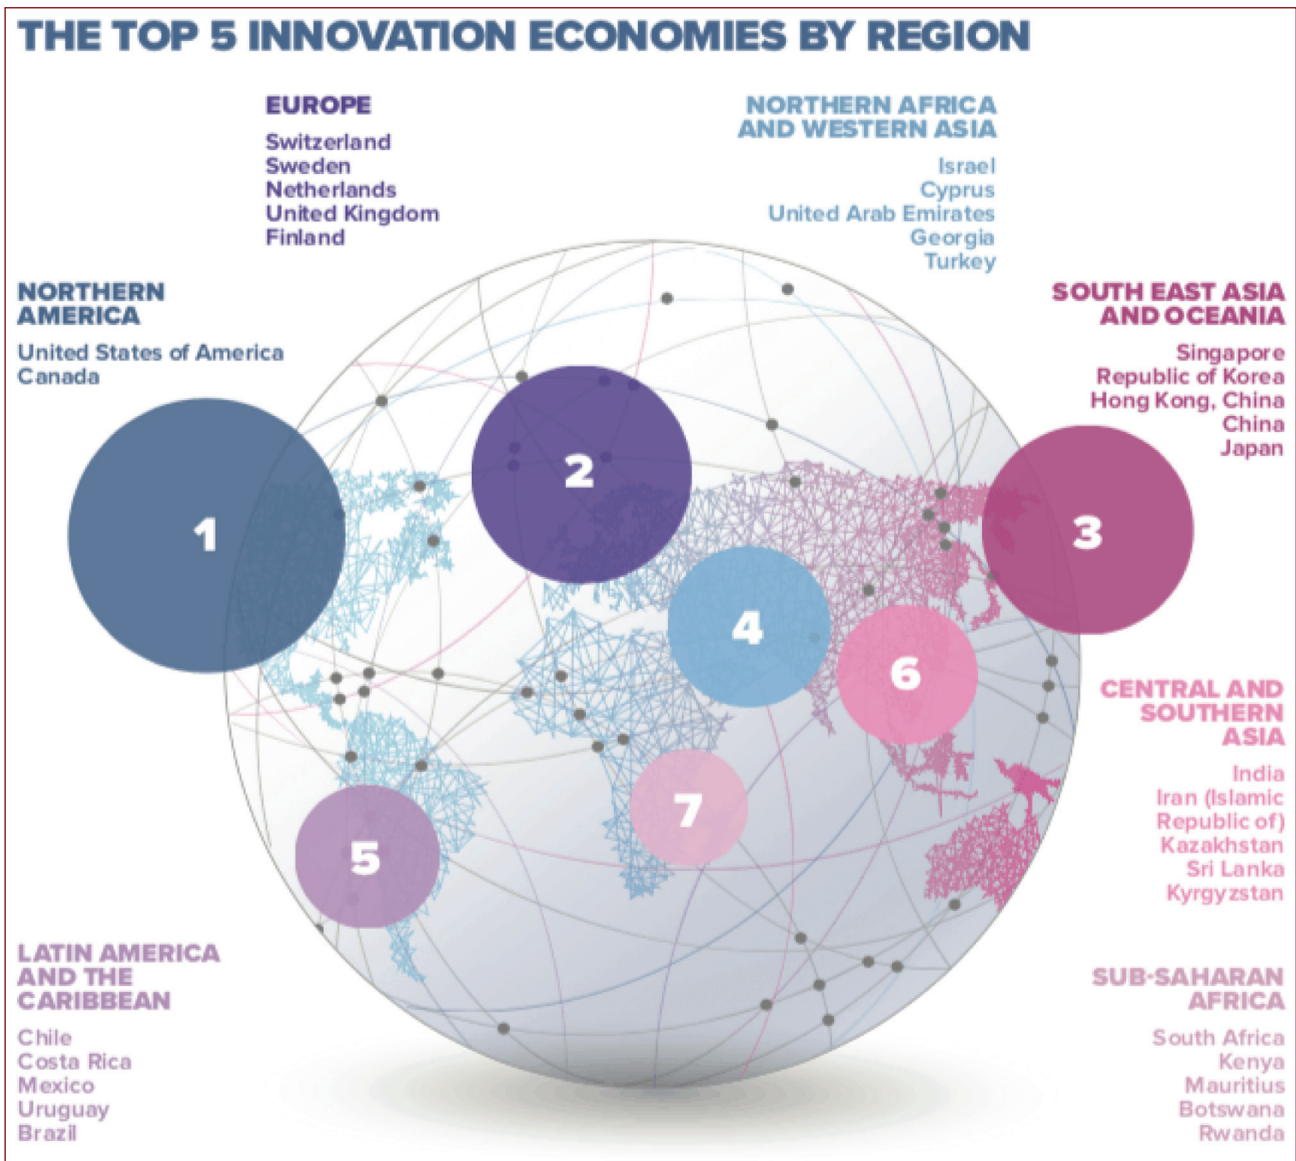 THE TOP 5 INNOVATION ECONOMIES BY REGION
EUROPE
Switzerland
Sweden
Netherlands
United Kingdom
Finland
NORTHERN AFRICA
AND WESTERN ASIA
Israel
Cyprus
United Arab Emirates
Georgia
Turkey
NORTHERN
AMERICA
United States of America
Canada
SOUTH EAST ASIA
AND OCEANIA
Singapore
Republic of Korea
Hong Kong, China
China
Japan
1
2
3
4
6
7
5
CENTRAL AND
SOUTHERN
ASIA
India
Iran (Islamic
Republic of)
Kazakhstan
Sri Lanka
Kyrgyzstan
LATIN AMERICA
AND THE
CARIBBEAN
Chile
Costa Rica
Mexico
Uruguay
Brazil
SUB-SAHARAN
AFRICA
South Africa
Kenya
Mauritius
Botswana
Rwanda